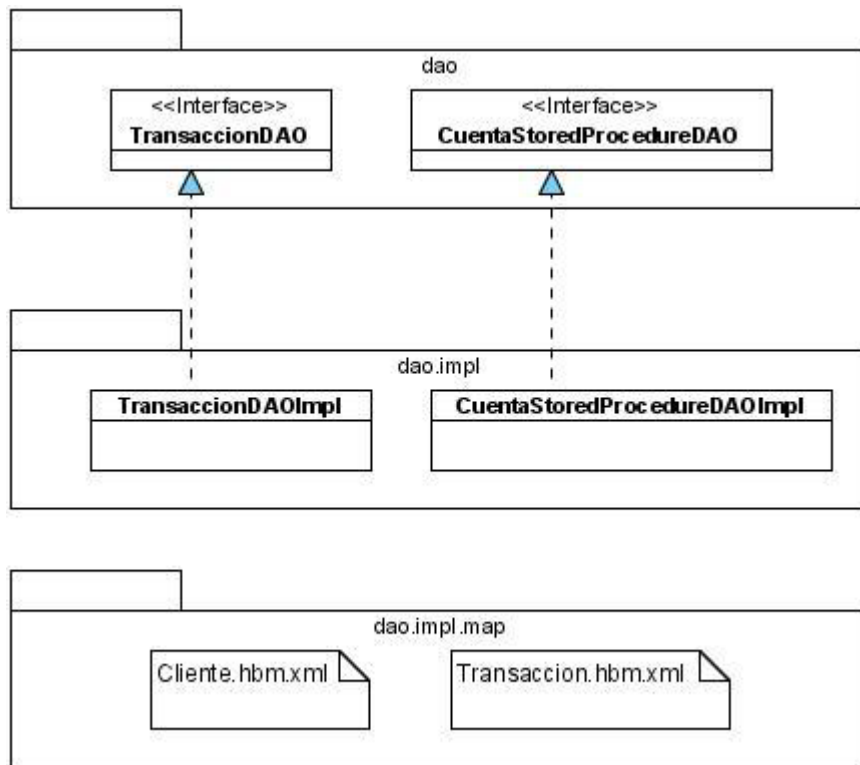 dao
<<Interface>>
TransaccionDAO
<<Interface>>
CuentaStoredProcedureDAO
dao.impl
TransaccionDAOImpl
CuentaStoredProcedureDAOImpl
dao.impl.map
Cliente.hbm.xml
Transaccion.hbm.xml